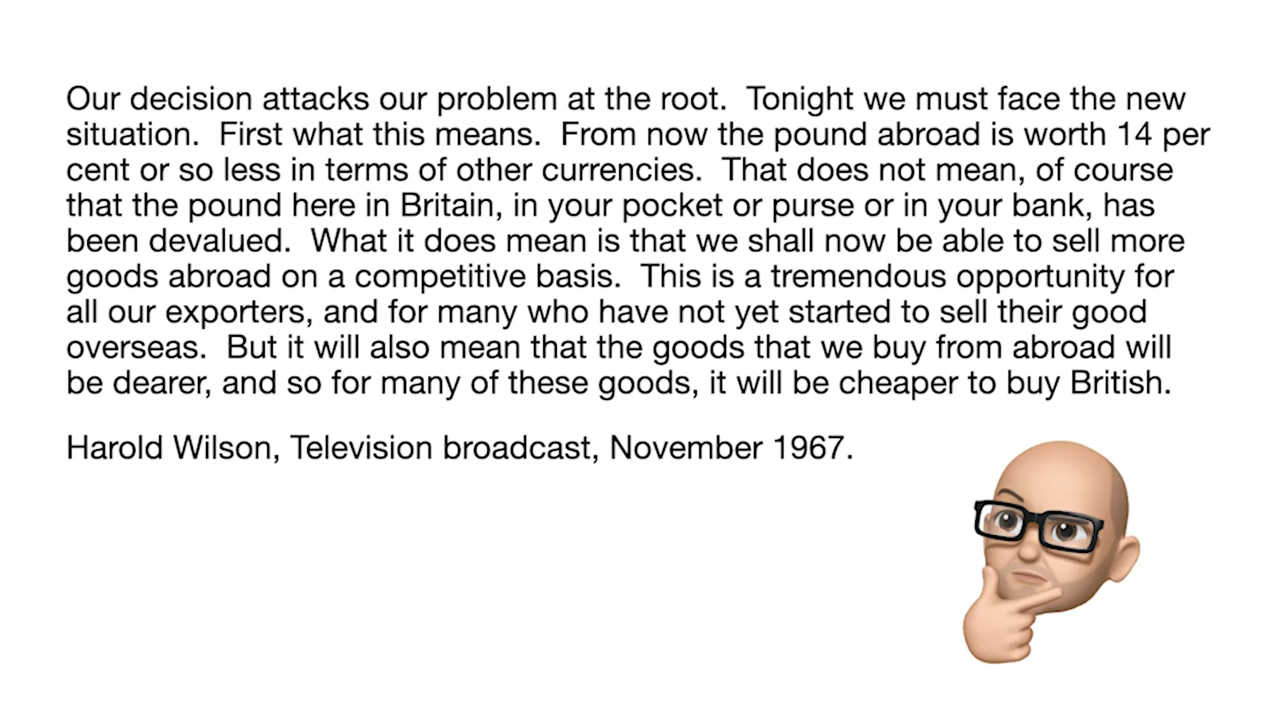 Our decision attacks our problem at the root.  Tonight we must face the new
situation.  First what this means.  From now the pound abroad is worth 14 per
cent or so less in terms of other currencies.  That does not mean, of course
that the pound here in Britain, in your pocket or purse or in your bank, has
been devalued.  What it does mean is that we shall now be able to sell more
goods abroad on a competitive basis.  This is a tremendous opportunity for
all our exporters, and for many who have not yet started to sell their good
overseas.  But it will also mean that the goods that we buy from abroad will
be dearer, and so for many of these goods, it will be cheaper to buy British.
Harold Wilson, Television broadcast, November 1967.